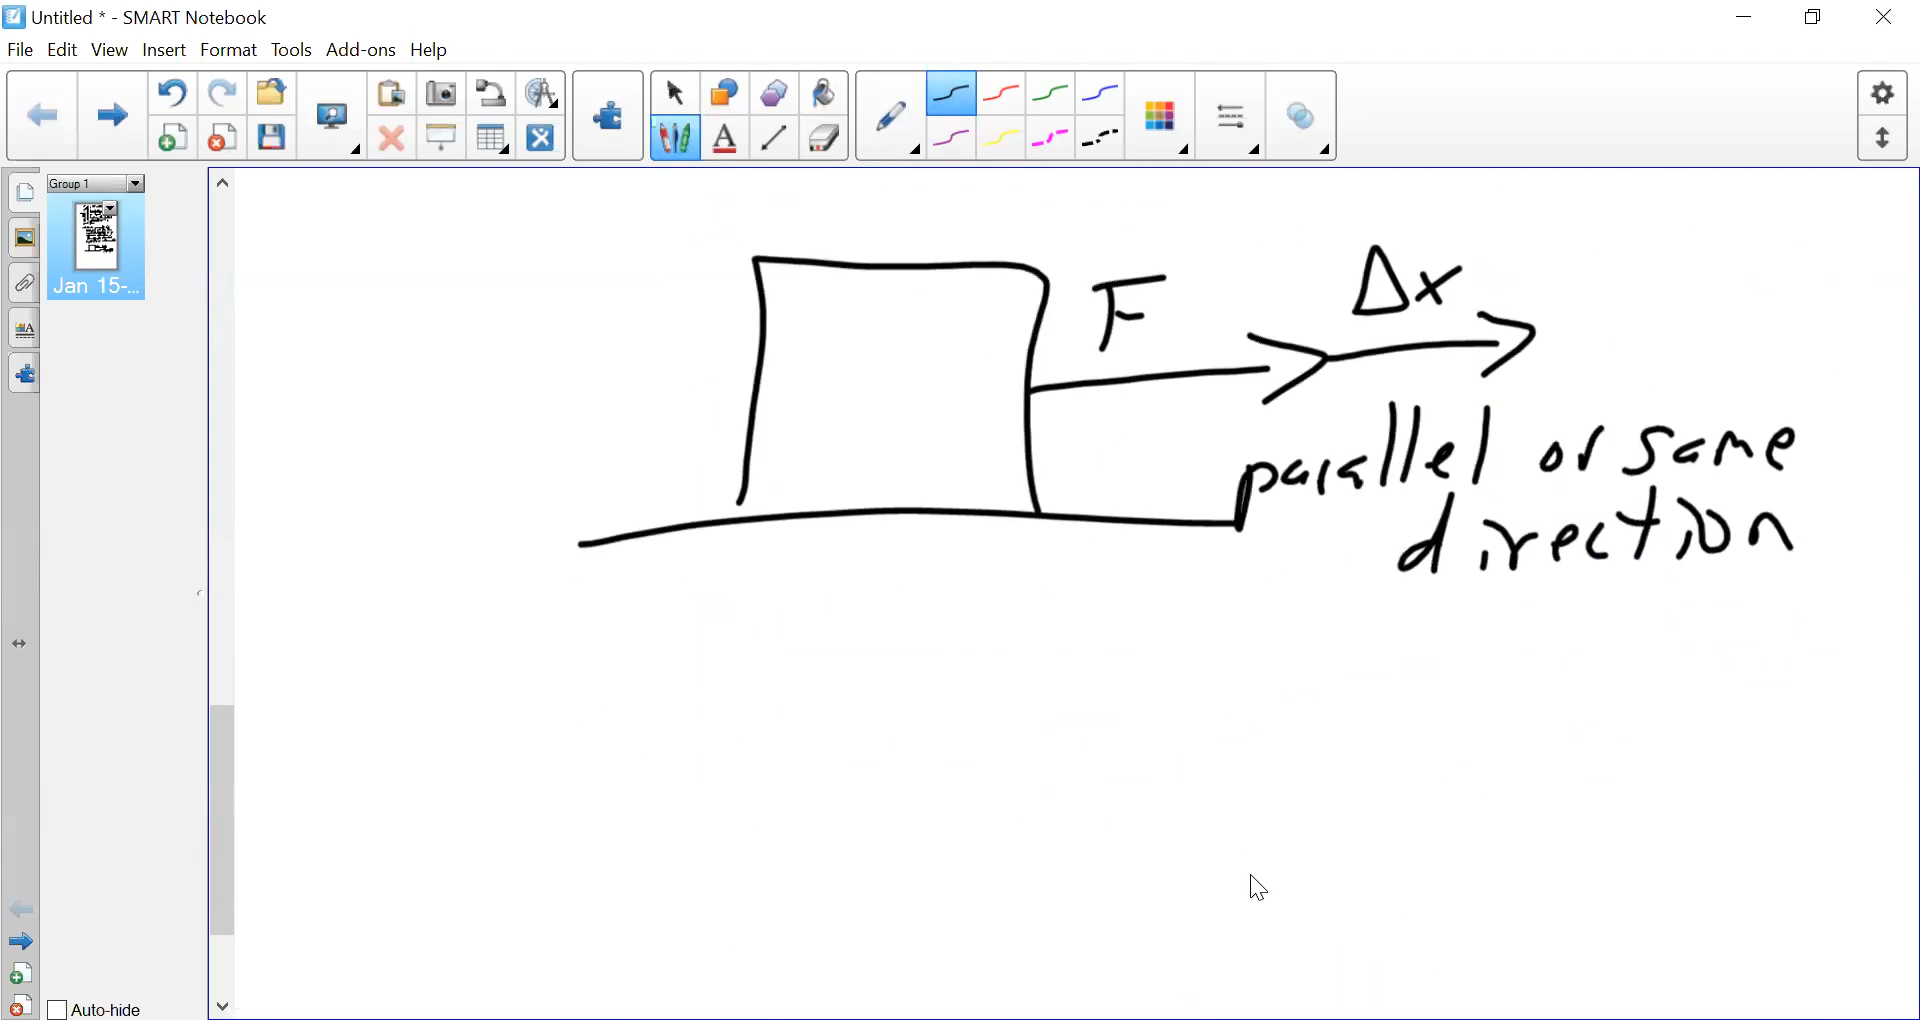 Untitled * - SMART Notebook
File Edit View Insert Format Tools Add-ons Help
Group 1
Jan 15-...
F
Δx
parallel or same
direction
Auto-hide